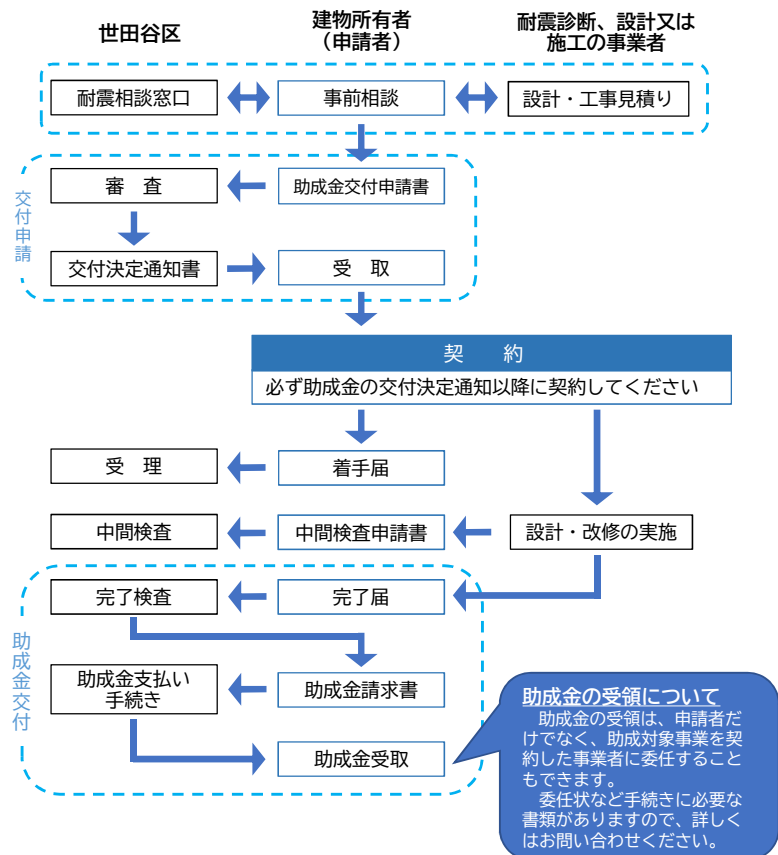 世田谷区
建物所有者
（申請者）
耐震診断、設計又は
施工の事業者
耐震相談窓口
事前相談
設計・工事見積り
交付申請
審　査
助成金交付申請書
交付決定通知書
受　取
契　　約
必ず助成金の交付決定通知以降に契約してください
受　理
着手届
中間検査
中間検査申請書
設計・改修の実施
助成金交付
完了検査
完了届
助成金支払い
手続き
助成金請求書
助成金受取
助成金の受領について
　助成金の受領は、申請者だ
けでなく、助成対象事業を契
約した事業者に委任すること
もできます。
　委任状など手続きに必要な
書類がありますので、詳しく
はお問い合わせください。